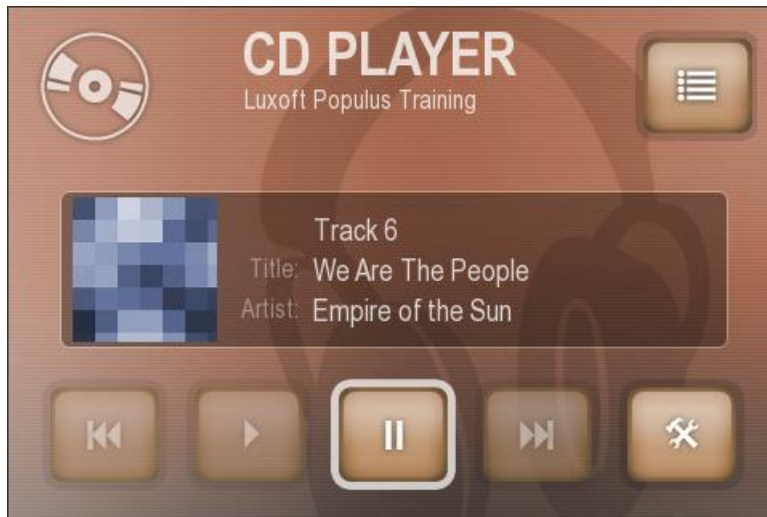 CD PLAYER
Luxoft Populus Training
Track 6
Title: We Are The People
Artist: Empire of the Sun